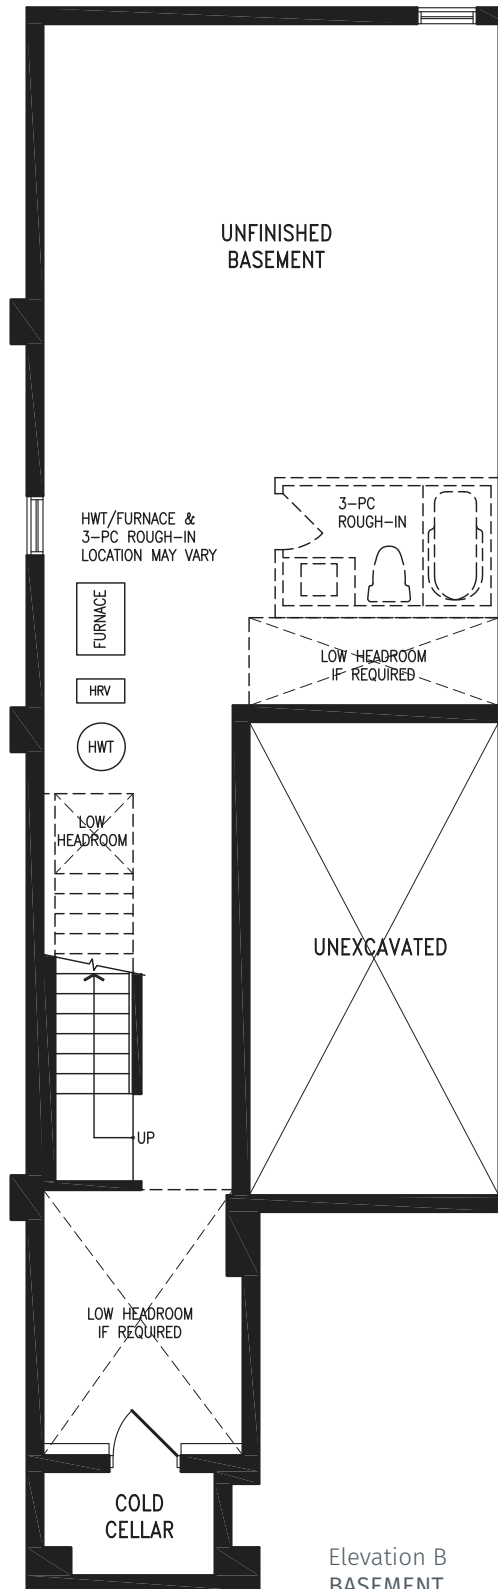 UNFINISHED
BASEMENT
3-PC
ROUGH-IN
HWT/FURNACE &
3-PC ROUGH-IN
LOCATION MAY VARY
FURNACE
LOW HEADROOM
IF REQUIRED
HRV
HWT
LOW
HEADROOM
UNEXCAVATED
UP
LOW HEADROOM
IF REQUIRED
COLD
CELLAR
Elevation B
BASEMENT